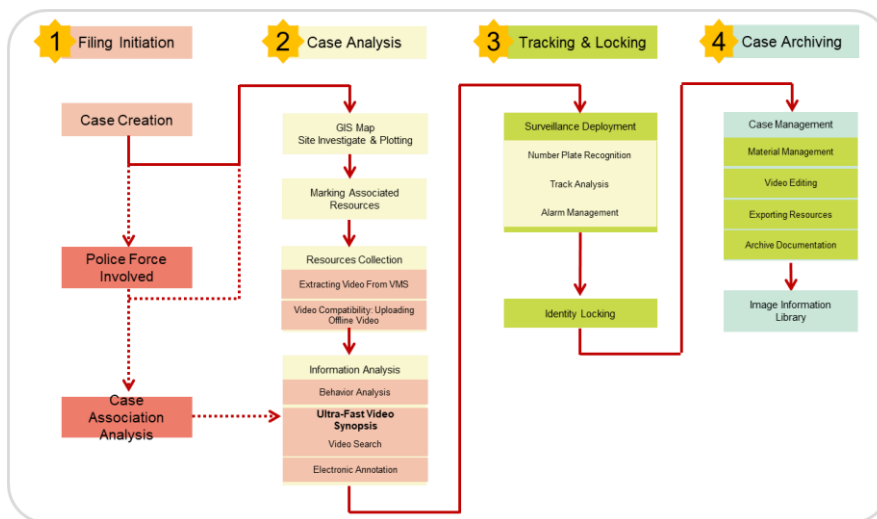 1 Filing Initiation
Case Creation
Police Force
Involved
Case
Association
Analysis
2 Case Analysis
GIS Map
Site Investigate & Plotting
Marking Associated
Resources
Resources Collection
Extracting Video From VMS
Video Compatibility: Uploading
Offline Video
Information Analysis
Behavior Analysis
Ultra-Fast Video
Synopsis
Video Search
Electronic Annotation
3 Tracking & Locking
Surveillance Deployment
Number Plate Recognition
Track Analysis
Alarm Management
Identity Locking
4 Case Archiving
Case Management
Material Management
Video Editing
Exporting Resources
Archive Documentation
Image Information
Library